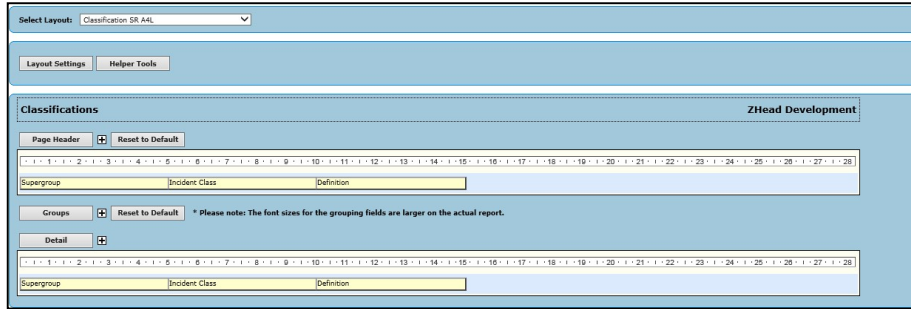 Select Layout: Classification SR A4L
Layout Settings Helper Tools
Classifications ZHead Development
Page Header Reset to Default
1 2 3 4 5 6 7 8 9 10 11 12 13 14 15 16 17 18 19 20 21 22 23 24 25 26 27 28
Supergroup Incident Class Definition
Groups Reset to Default * Please note: The font sizes for the grouping fields are larger on the actual report.
Detail
1 2 3 4 5 6 7 8 9 10 11 12 13 14 15 16 17 18 19 20 21 22 23 24 25 26 27 28
Supergroup Incident Class Definition